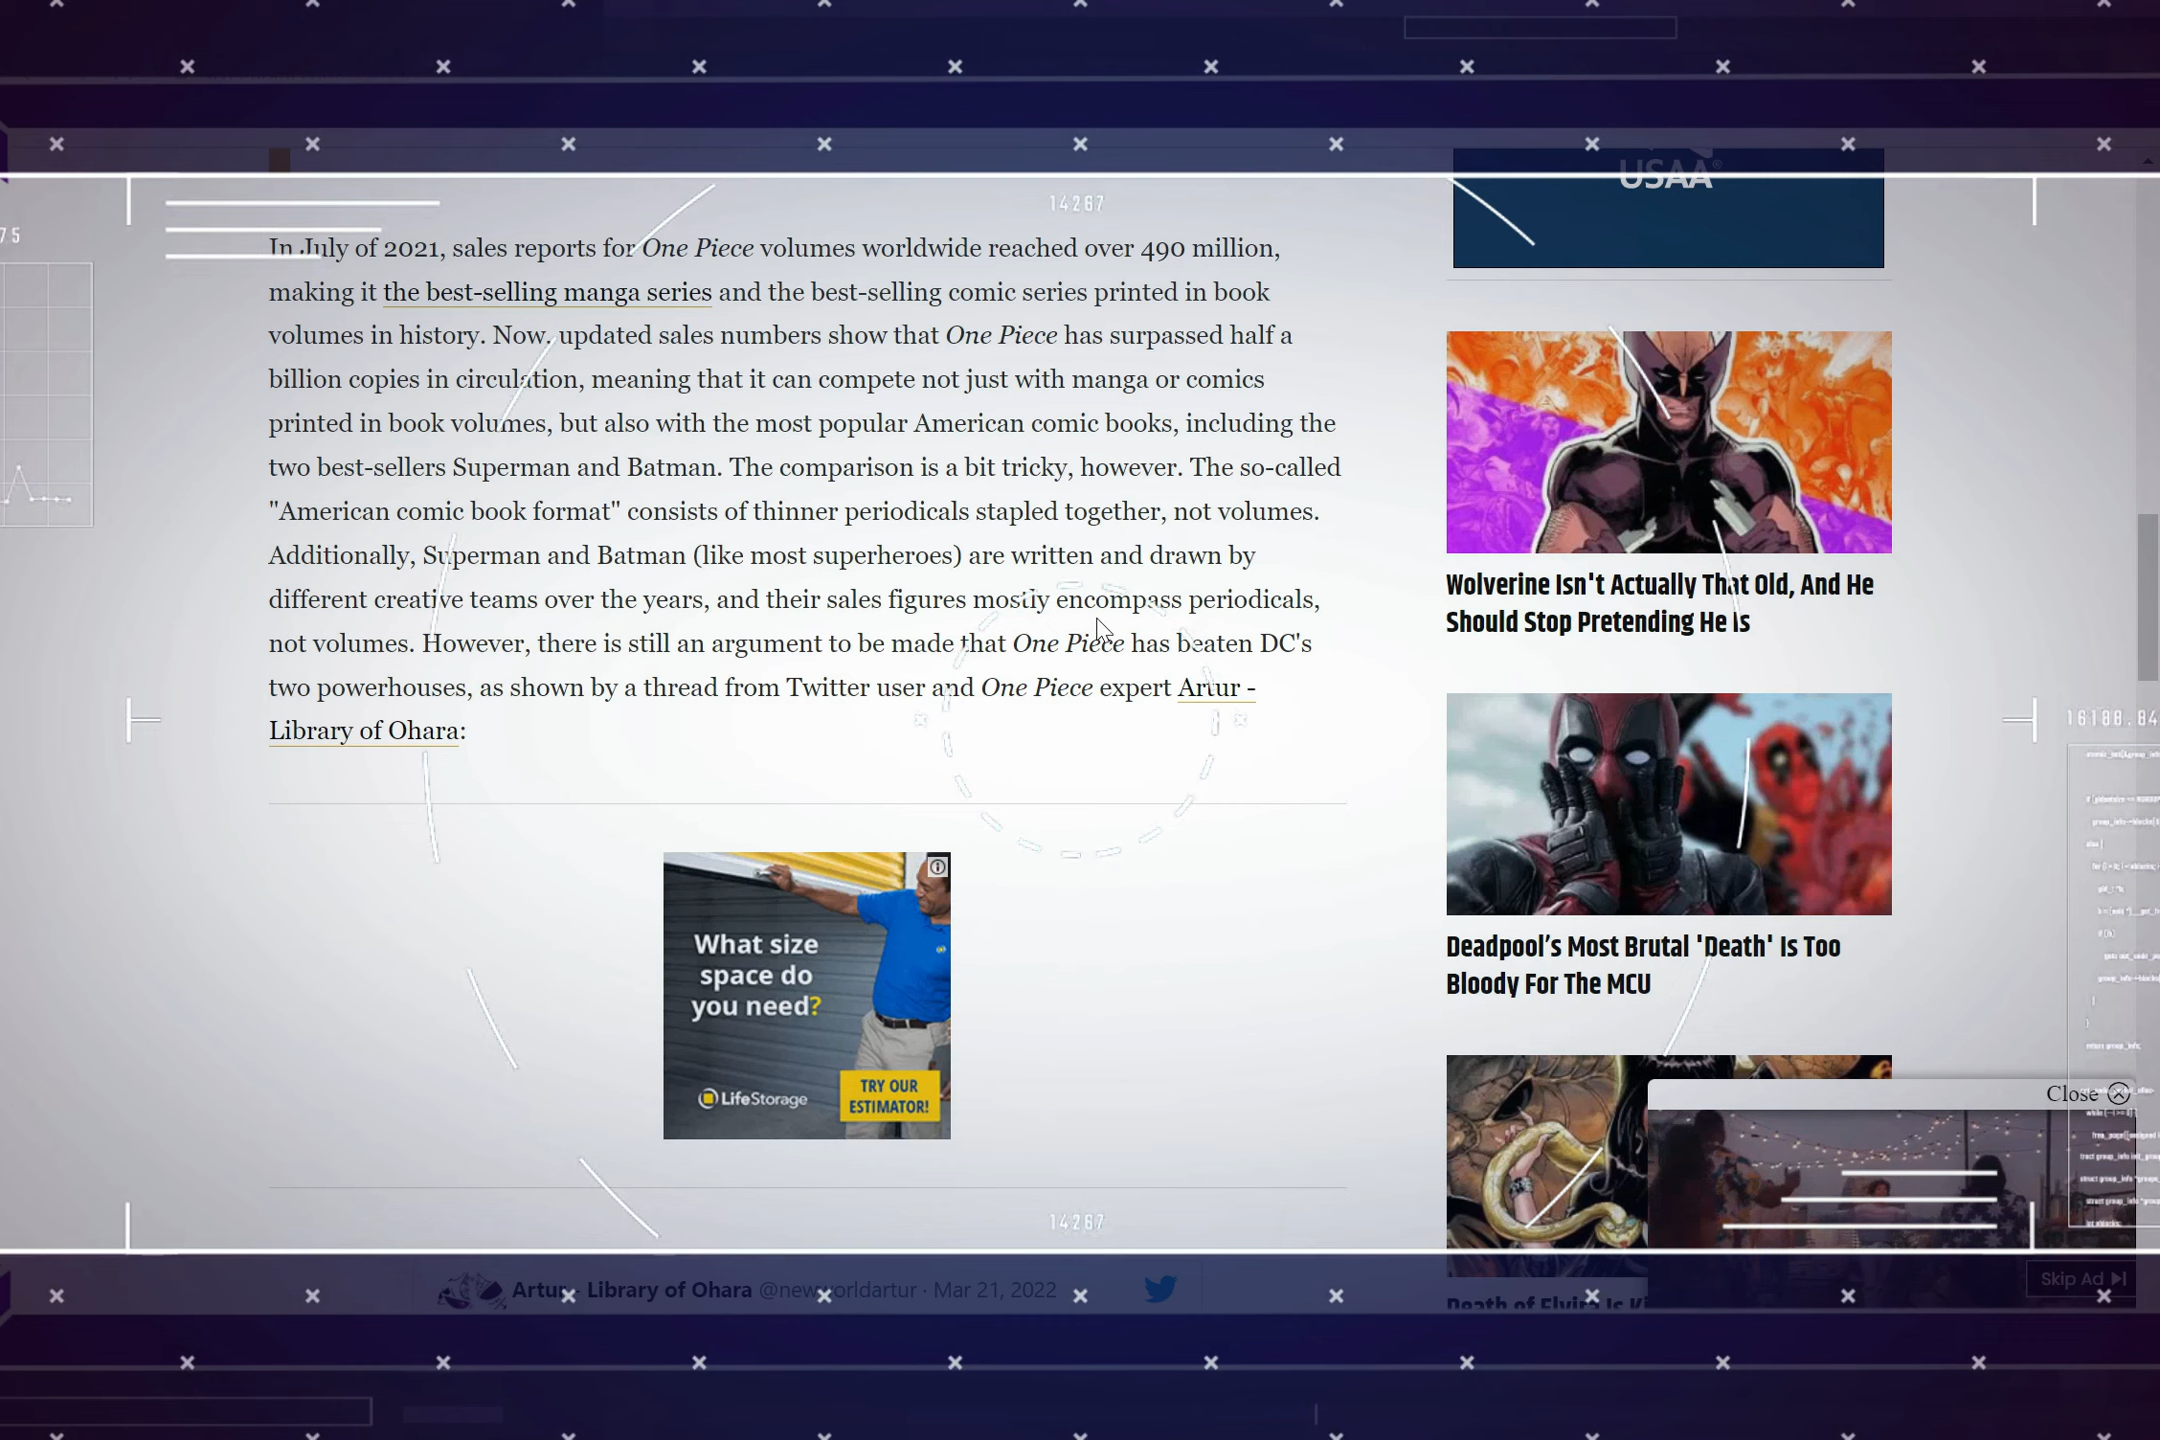 USAA®
14267
75
In July of 2021, sales reports for One Piece volumes worldwide reached over 490 million,
making it the best-selling manga series and the best-selling comic series printed in book
volumes in history. Now, updated sales numbers show that One Piece has surpassed half a
billion copies in circulation, meaning that it can compete not just with manga or comics
printed in book volumes, but also with the most popular American comic books, including the
two best-sellers Superman and Batman. The comparison is a bit tricky, however. The so-called
"American comic book format" consists of thinner periodicals stapled together, not volumes.
Additionally, Superman and Batman (like most superheroes) are written and drawn by
different creative teams over the years, and their sales figures mostly encompass periodicals,
not volumes. However, there is still an argument to be made that One Piece has beaten DC's
two powerhouses, as shown by a thread from Twitter user and One Piece expert Artur -
Library of Ohara:
Wolverine Isn't Actually That Old, And He
Should Stop Pretending He Is
16188.84
Deadpool's Most Brutal 'Death' Is Too
Bloody For The MCU
What size
space do
you need?
LifeStorage
TRY OUR
ESTIMATOR!
Close
14267
Artur - Library of Ohara @newworldartur · Mar 21, 2022
Skip Ad
Death of Elvira Is